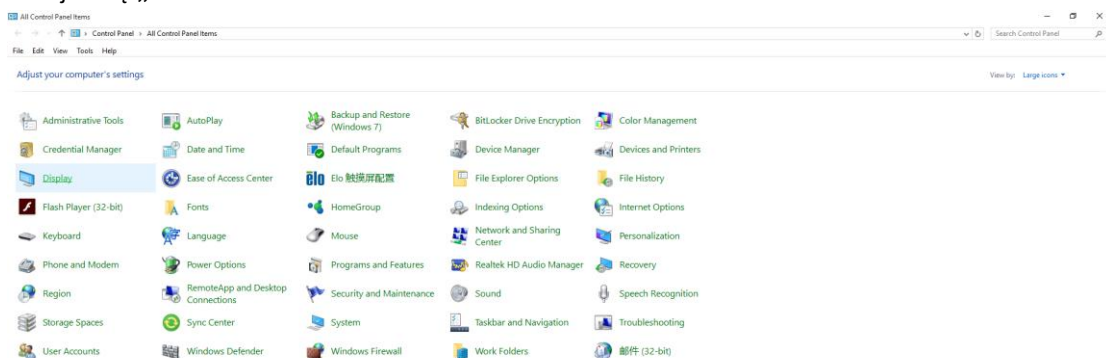 All Control Panel Items
Control Panel > All Control Panel Items
Search Control Panel
File Edit View Tools Help
Adjust your computer's settings
View by: Large icons
Administrative Tools
AutoPlay
Backup and Restore
(Windows 7)
BitLocker Drive Encryption
Color Management
Credential Manager
Date and Time
Default Programs
Device Manager
Devices and Printers
Display
Ease of Access Center
elo Elo 触摸屏配置
File Explorer Options
File History
Flash Player (32-bit)
Fonts
HomeGroup
Indexing Options
Internet Options
Keyboard
Language
Mouse
Network and Sharing
Center
Personalization
Phone and Modem
Power Options
Programs and Features
Realtek HD Audio Manager
Recovery
Region
RemoteApp and Desktop
Connections
Security and Maintenance
Sound
Speech Recognition
Storage Spaces
Sync Center
System
Taskbar and Navigation
Troubleshooting
User Accounts
Windows Defender
Windows Firewall
Work Folders
邮件 (32-bit)